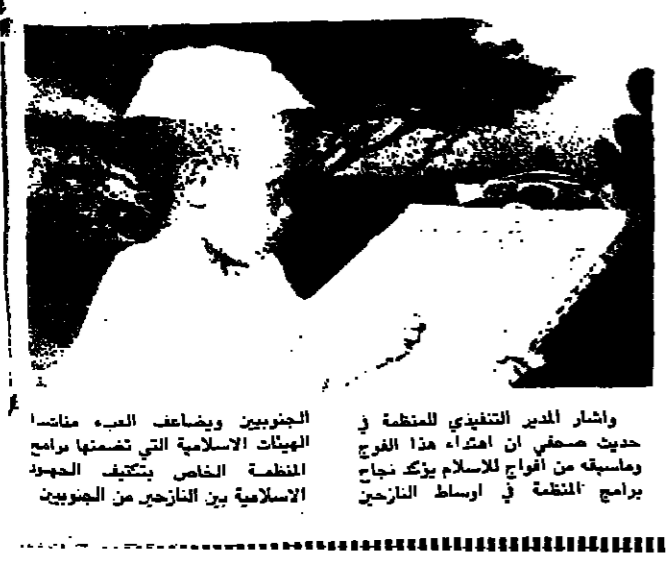 واشار المدير التنفيذي للمنظمة في
حديث صحفي ان اهتداء هذا الفوج
وماسبقه من افواج للاسلام يؤكد نجاح
برامج المنظمة في اوساط النازحين
الجنوبيين ويضاعف العبء
الهيئات الاسلامية التي تضمنها برامج
المنظمة الخاص بتكثيف الجهود
الاسلامية بين النازحين من الجنوبيين